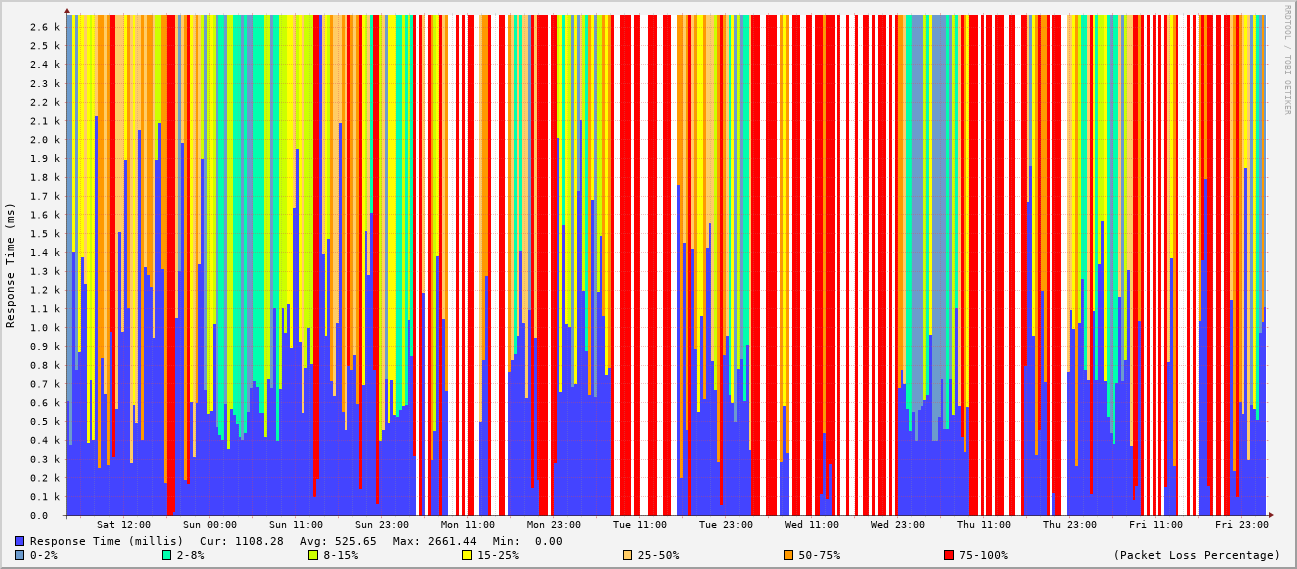 RRDTOOL / TOBI OETIKER
Response Time (ms)
2.6 k
2.5 k
2.4 k
2.3 k
2.2 k
2.1 k
2.0 k
1.9 k
1.8 k
1.7 k
1.6 k
1.5 k
1.4 k
1.3 k
1.2 k
1.1 k
1.0 k
0.9 k
0.8 k
0.7 k
0.6 k
0.5 k
0.4 k
0.3 k
0.2 k
0.1 k
0.0
Sat 12:00 Sun 00:00 Sun 11:00 Sun 23:00 Mon 11:00 Mon 23:00 Tue 11:00 Tue 23:00 Wed 11:00 Wed 23:00 Thu 11:00 Thu 23:00 Fri 11:00 Fri 23:00
Response Time (millis) Cur: 1108.28 Avg: 525.65 Max: 2661.44 Min: 0.00
0-2% 2-8% 8-15% 15-25% 25-50% 50-75% 75-100% (Packet Loss Percentage)